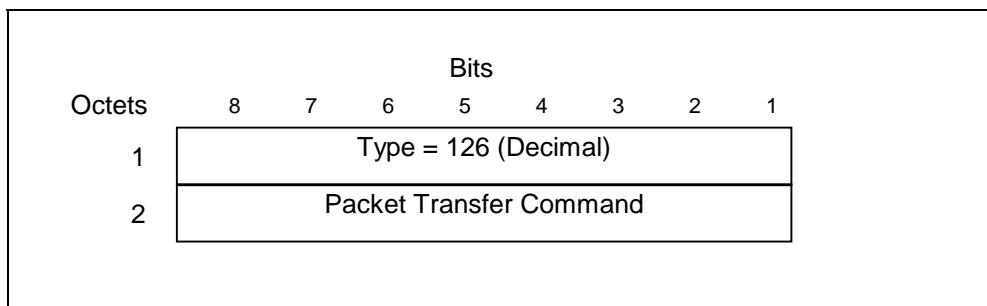 Bits
Octets 8 7 6 5 4 3 2 1
1 Type = 126 (Decimal)
2 Packet Transfer Command